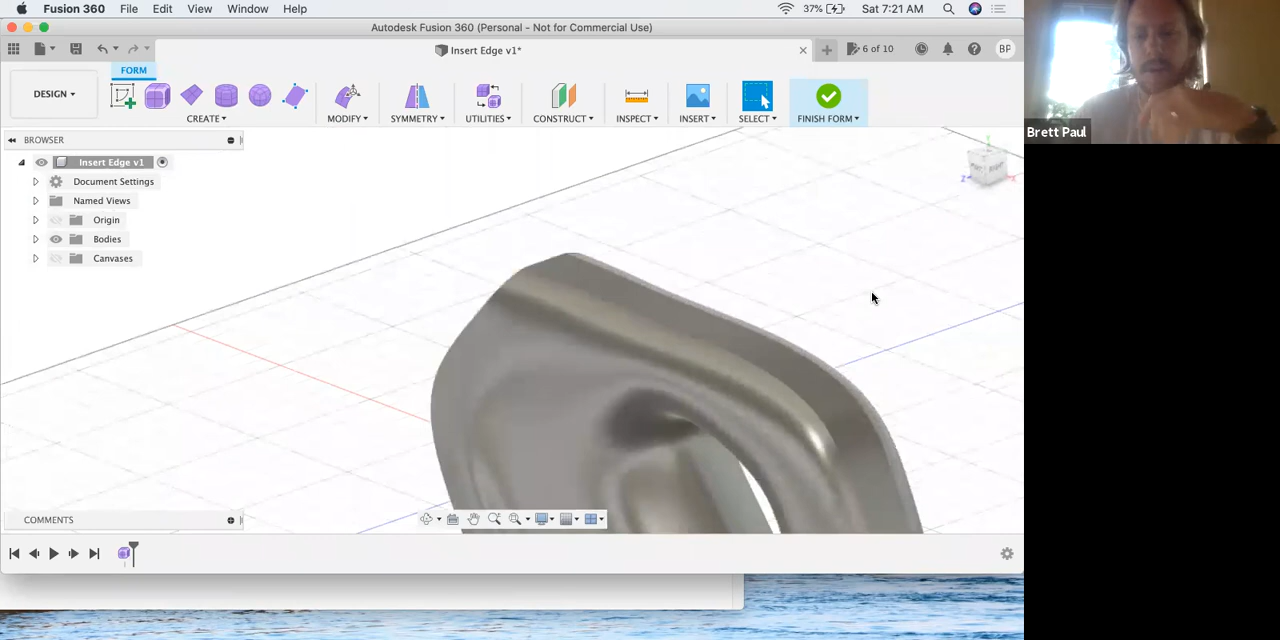 Fusion 360 File Edit View Window Help 37% Sat 7:21 AM
Autodesk Fusion 360 (Personal - Not for Commercial Use)
Insert Edge v1* 6 of 10 BP
FORM
DESIGN
CREATE MODIFY SYMMETRY UTILITIES CONSTRUCT INSPECT INSERT SELECT FINISH FORM
BROWSER
Insert Edge v1
Document Settings
Named Views
Origin
Bodies
Canvases
COMMENTS
Brett Paul